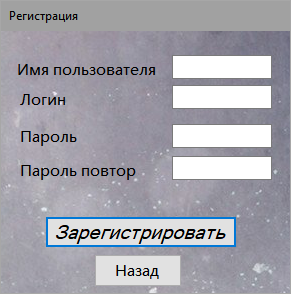 Регистрация
Имя пользователя
Логин
Пароль
Пароль повтор
Зарегистрировать
Назад